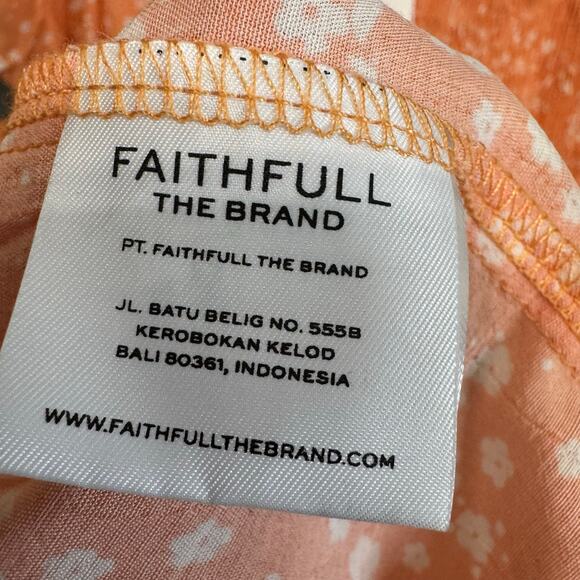 FAITHFULL
THE BRAND
PT. FAITHFULL THE BRAND
JL. BATU BELIG NO. 555B
KEROBOKAN KELOD
BALI 80361, INDONESIA
WWW.FAITHFULLTHEBRAND.COM